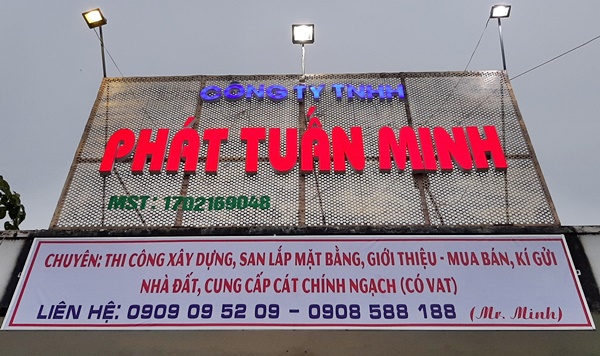 CÔNG TY TNHH
PHÁT TUẤN MINH
MST: 1702169048
CHUYÊN: THI CÔNG XÂY DỰNG, SAN LẤP MẶT BẰNG, GIỚI THIỆU - MUA BÁN, KÍ GỬI
NHÀ ĐẤT, CUNG CẤP CÁT CHÍNH NGẠCH (CÓ VAT)
LIÊN HỆ: 0909 09 52 09 - 0908 588 188 (Mr. Minh)